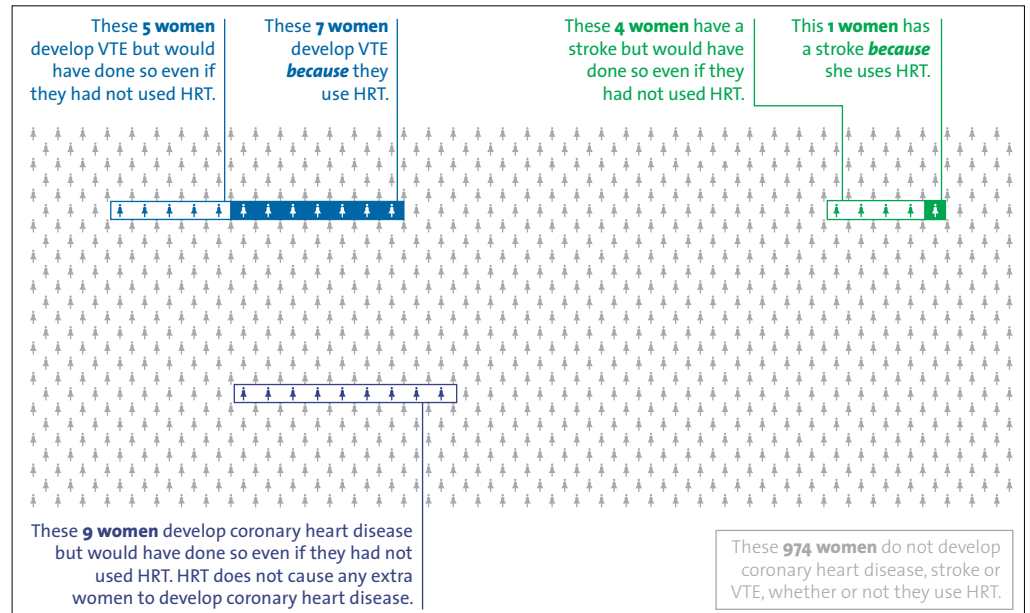 These 5 women
develop VTE but would
have done so even if
they had not used HRT.
These 7 women
develop VTE
because they
use HRT.
These 4 women have a
stroke but would have
done so even if they
had not used HRT.
This 1 women has
a stroke because
she uses HRT.
These 9 women develop coronary heart disease
but would have done so even if they had not
used HRT. HRT does not cause any extra
women to develop coronary heart disease.
These 974 women do not develop
coronary heart disease, stroke or
VTE, whether or not they use HRT.